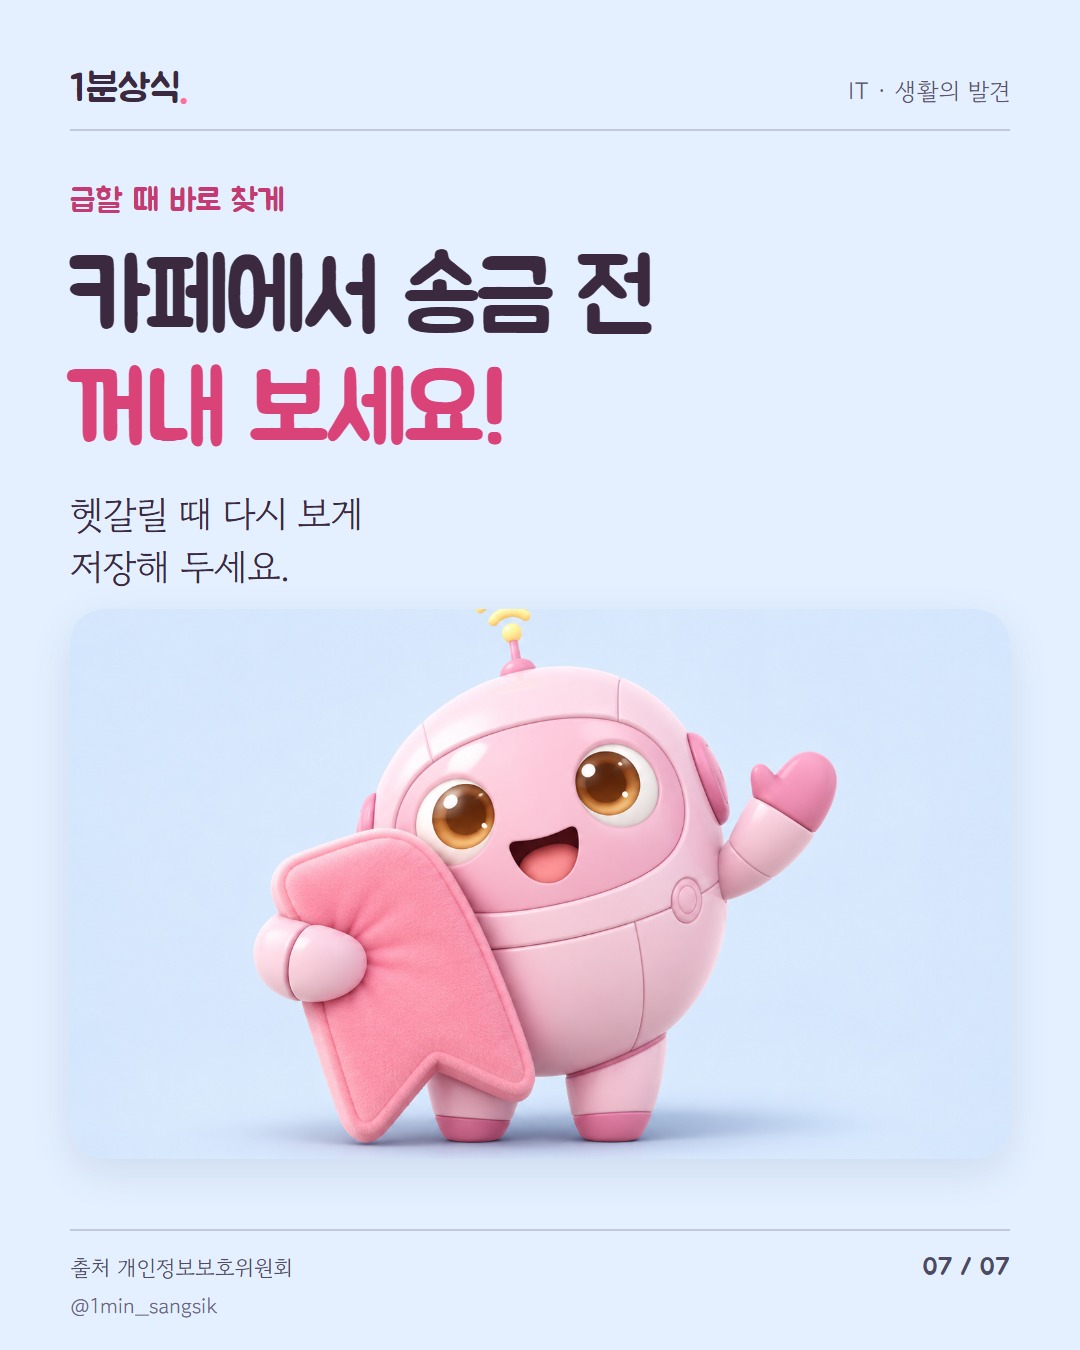 1분상식.
IT · 생활의 발견
급할 때 바로 찾게
카페에서 송금 전
꺼내 보세요!
헷갈릴 때 다시 보게
저장해 두세요.
출처 개인정보보호위원회
07 / 07
@1min_sangsik